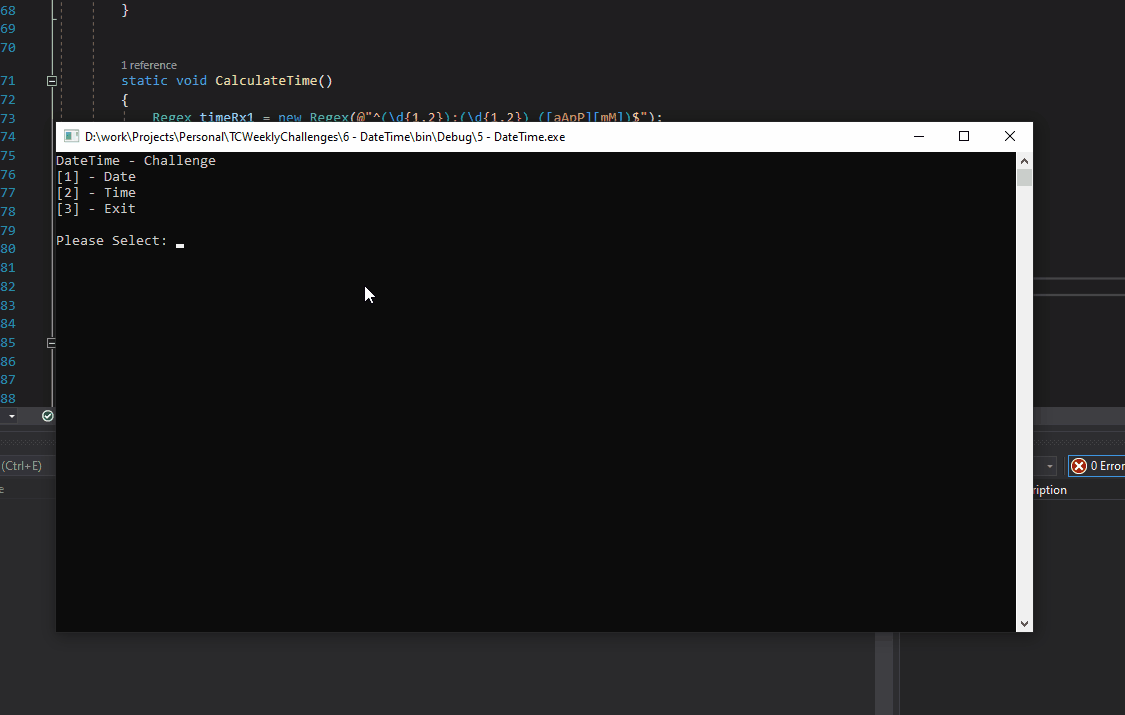 68 }
69
70
1 reference
71 static void CalculateTime()
72 {
73 Regex timeRx1 = new Regex(@"^(\d{1,2}):(\d{1,2}) ([aApP][mM])$");
74 D:\work\Projects\Personal\TCWeeklyChallenges\6 - DateTime\bin\Debug\5 - DateTime.exe
75 DateTime - Challenge
76 [1] - Date
77 [2] - Time
78 [3] - Exit
79
80 Please Select:
81
82
83
84
85
86
87
88
(Ctrl+E) 0 Error
e ription